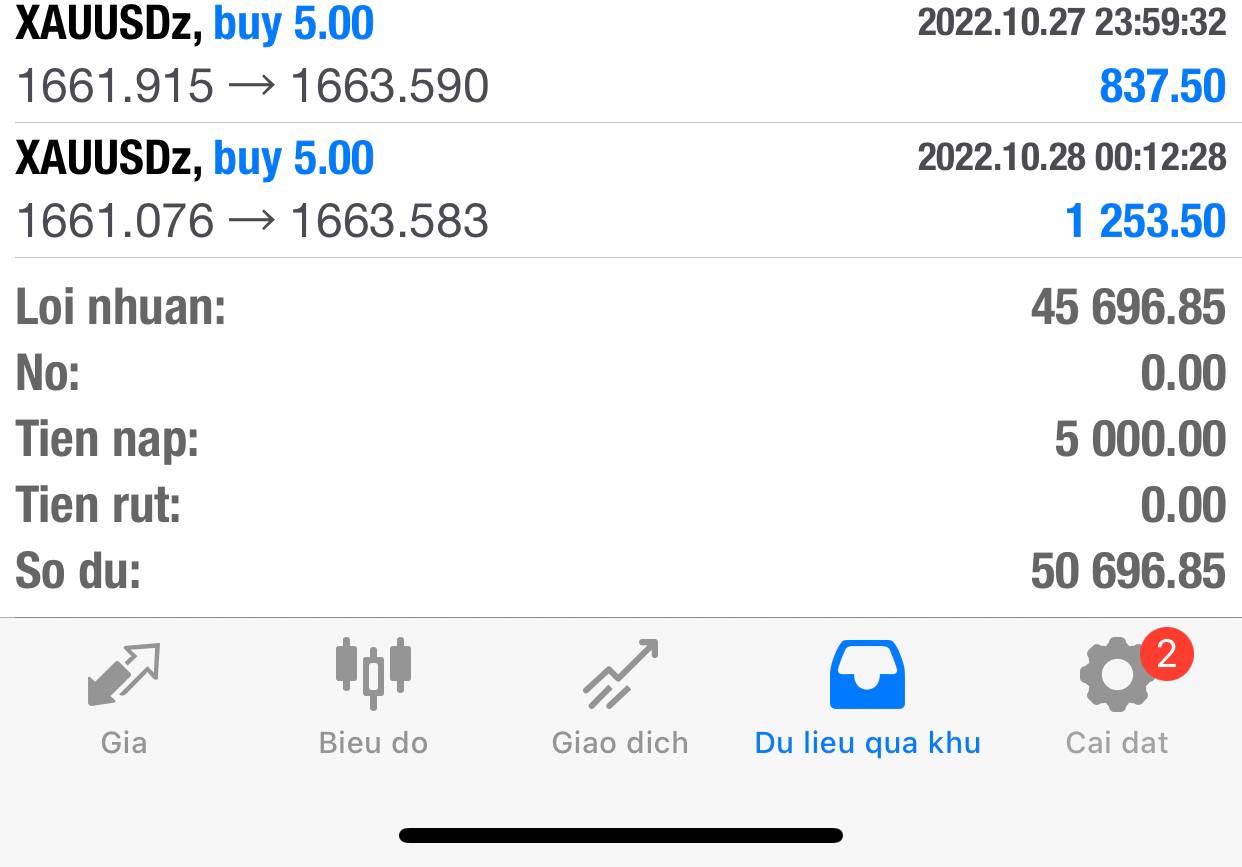 XAUUSDz, buy 5.00 2022.10.27 23:59:32
1661.915 → 1663.590 837.50
XAUUSDz, buy 5.00 2022.10.28 00:12:28
1661.076 → 1663.583 1 253.50
Loi nhuan: 45 696.85
No: 0.00
Tien nap: 5 000.00
Tien rut: 0.00
So du: 50 696.85
2
Gia Bieu do Giao dich Du lieu qua khu Cai dat